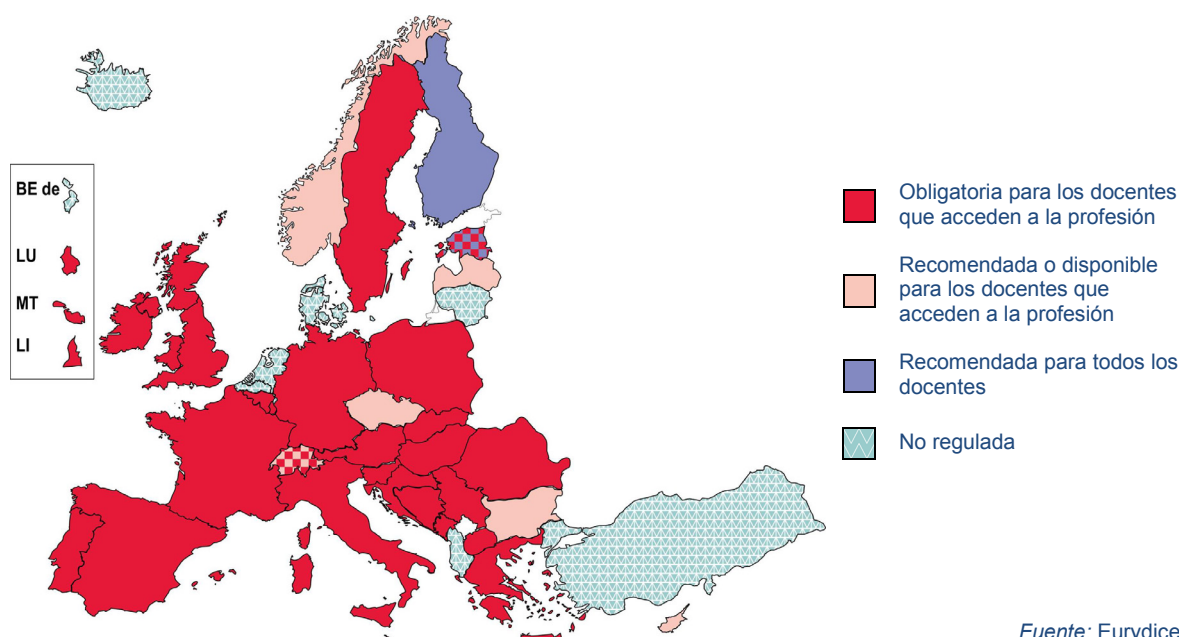 BE de
LU
MT
LI
Obligatoria para los docentes
que acceden a la profesión
Recomendada o disponible
para los docentes que
acceden a la profesión
Recomendada para todos los
docentes
No regulada
Fuente: Eurydice